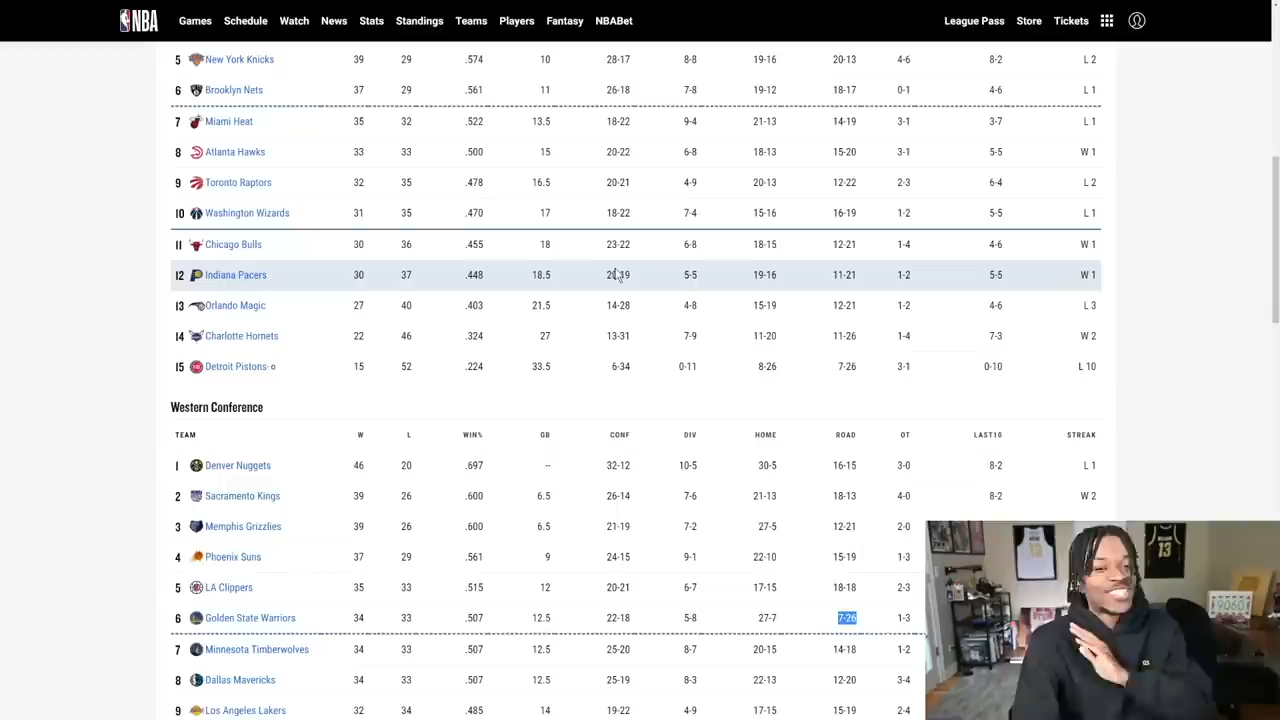 NBA Games Schedule Watch News Stats Standings Teams Players Fantasy NBABet League Pass Store Tickets
5 New York Knicks 39 29 .574 10 28-17 8-8 19-16 20-13 4-6 8-2 L 2
6 Brooklyn Nets 37 29 .561 11 26-18 7-8 19-12 18-17 0-1 4-6 L 1
7 Miami Heat 35 32 .522 13.5 18-22 9-4 21-13 14-19 3-1 3-7 L 1
8 Atlanta Hawks 33 33 .500 15 20-22 6-8 18-13 15-20 3-1 5-5 W 1
9 Toronto Raptors 32 35 .478 16.5 20-21 4-9 20-13 12-22 2-3 6-4 L 2
10 Washington Wizards 31 35 .470 17 18-22 7-4 15-16 16-19 1-2 5-5 L 1
11 Chicago Bulls 30 36 .455 18 23-22 6-8 18-15 12-21 1-4 4-6 W 1
12 Indiana Pacers 30 37 .448 18.5 5-5 19-16 11-21 1-2 5-5 W 1
13 Orlando Magic 27 40 .403 21.5 14-28 4-8 15-19 12-21 1-2 4-6 L 3
14 Charlotte Hornets 22 46 .324 27 13-31 7-9 11-20 11-26 1-4 7-3 W 2
15 Detroit Pistons- o 15 52 .224 33.5 6-34 0-11 8-26 7-26 3-1 0-10 L 10
Western Conference
TEAM W L WIN% GB CONF DIV HOME ROAD OT LAST10 STREAK
1 Denver Nuggets 46 20 .697 -- 32-12 10-5 30-5 16-15 3-0 8-2 L 1
2 Sacramento Kings 39 26 .600 6.5 26-14 7-6 21-13 18-13 4-0 8-2 W 2
3 Memphis Grizzlies 39 26 .600 6.5 21-19 7-2 27-5 12-21 2-0
4 Phoenix Suns 37 29 .561 9 24-15 9-1 22-10 15-19 1-3
5 LA Clippers 35 33 .515 12 20-21 6-7 17-15 18-18 2-3
6 Golden State Warriors 34 33 .507 12.5 22-18 5-8 27-7 7-26 1-3
7 Minnesota Timberwolves 34 33 .507 12.5 25-20 8-7 20-15 14-18 1-2
8 Dallas Mavericks 34 33 .507 12.5 25-19 8-3 22-13 12-20 3-4
9 Los Angeles Lakers 32 34 .485 14 19-22 4-9 17-15 15-19 2-4
13